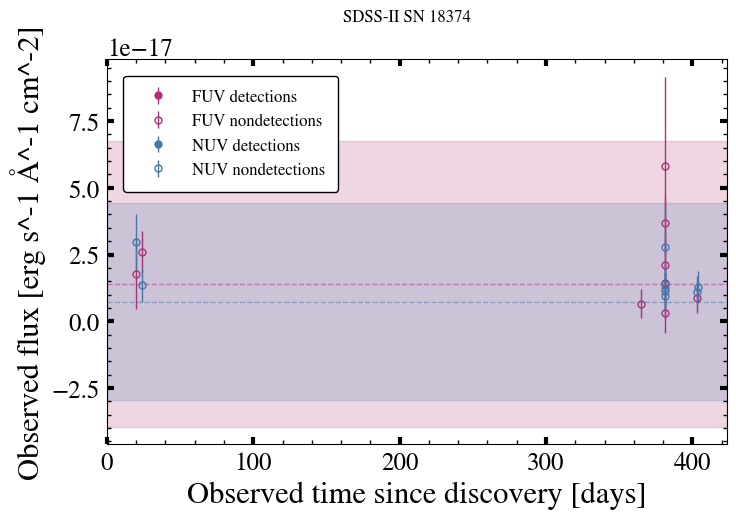 SDSS-II SN 18374
1e−17
FUV detections
FUV nondetections
NUV detections
NUV nondetections
7.5
5.0
2.5
0.0
−2.5
0 100 200 300 400
Observed time since discovery [days]
Observed flux [erg s^-1 Å^-1 cm^-2]